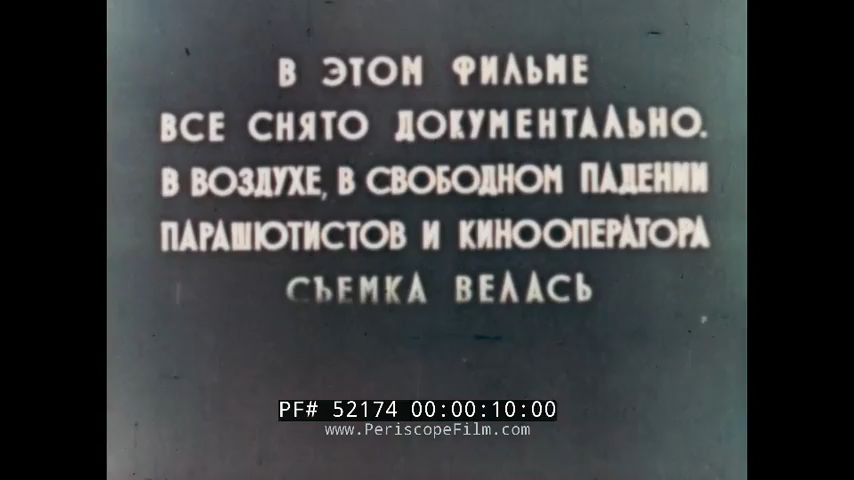 В ЭТОМ ФИЛЬМЕ
ВСЕ СНЯТО ДОКУМЕНТАЛЬНО.
В ВОЗДУХЕ, В СВОБОДНОМ ПАДЕНИИ
ПАРАШЮТИСТОВ И КИНООПЕРАТОРА
СЪЕМКА ВЕЛАСЬ
PF# 52174 00:00:10:00
www.PeriscopeFilm.com